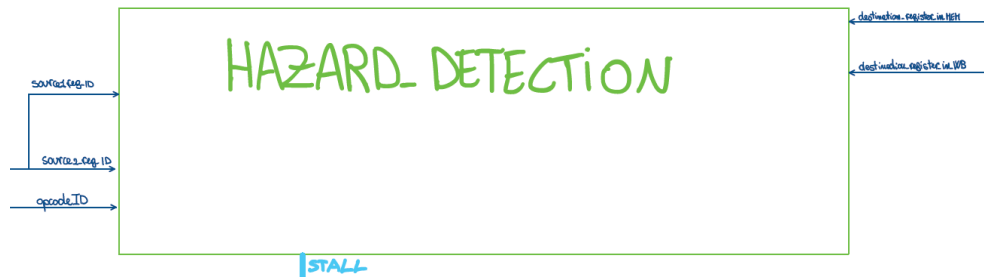 destination_register_in_MEM
HAZARD_DETECTION
destination_register_in_WB
source2_reg_ID
source1_reg_ID
opcode_ID
STALL